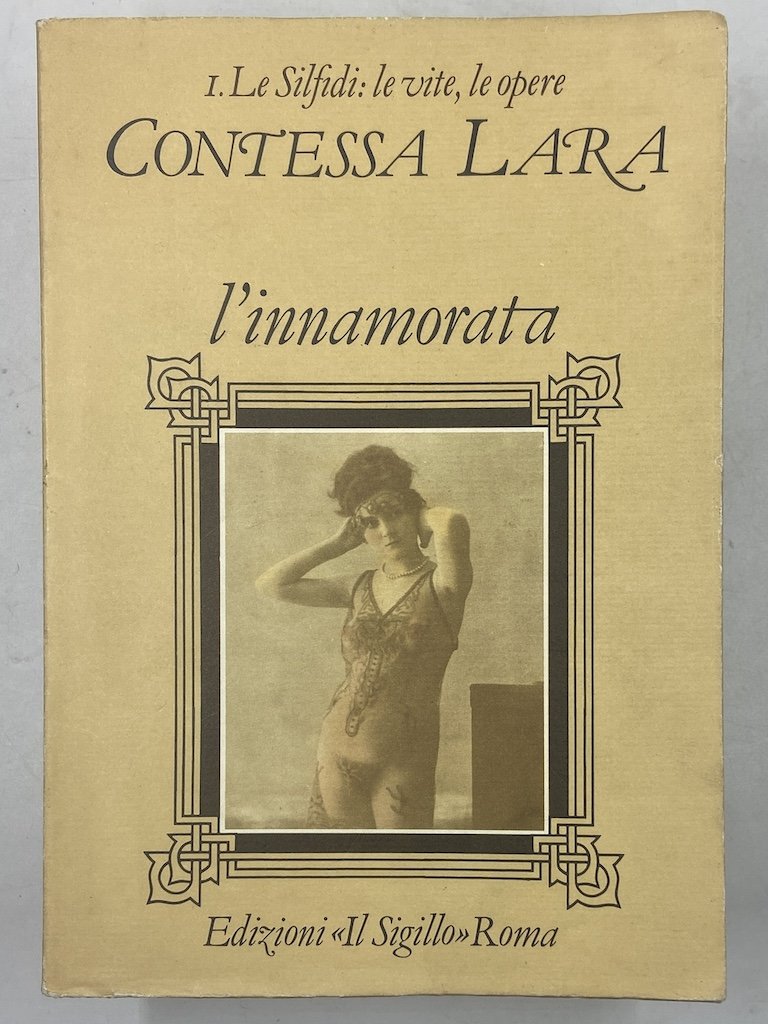 1. Le Silfidi: le vite, le opere
CONTESSA LARA
l'innamorata
Edizioni «Il Sigillo» Roma